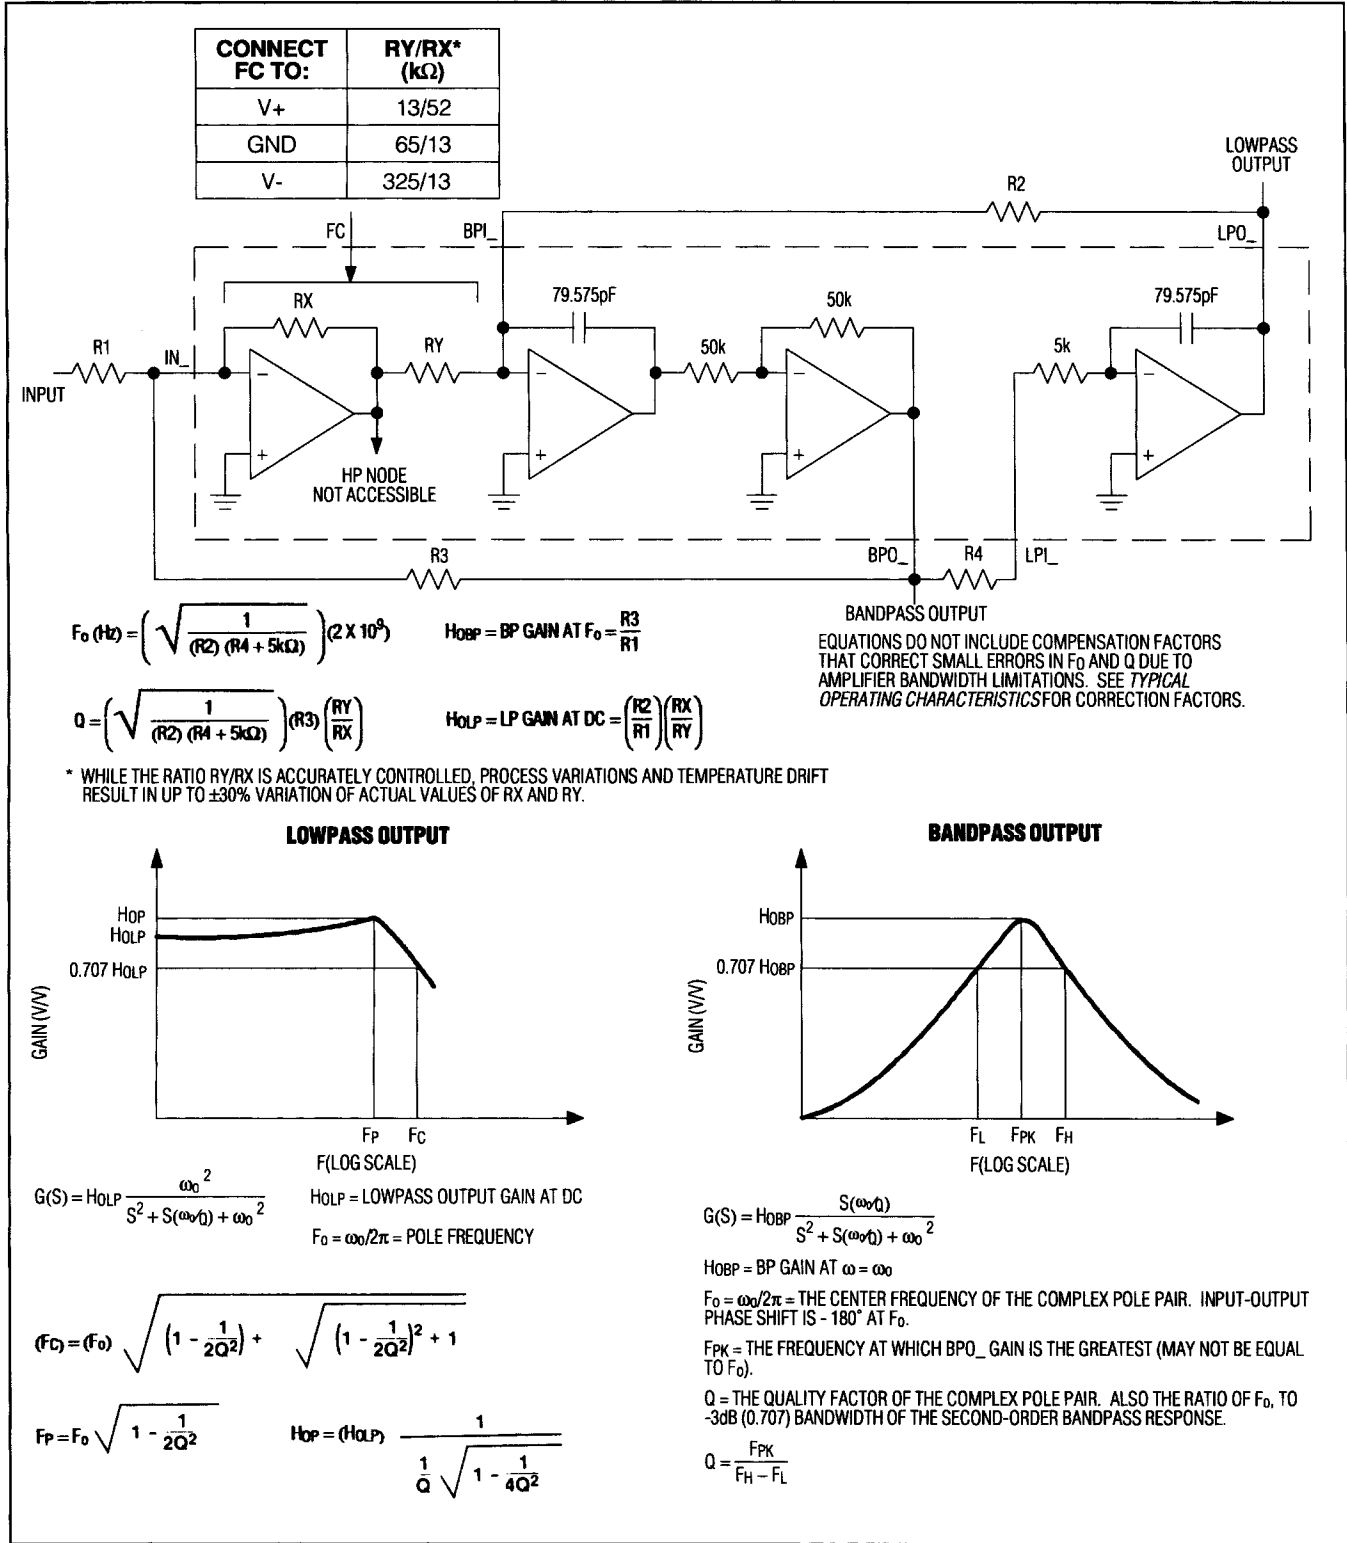 CONNECT FC TO: RY/RX* (kΩ)
V+ 13/52
GND 65/13
V- 325/13
LOWPASS
OUTPUT
R2
FC
BPI_
LPO_
RX
79.575pF
50k
79.575pF
R1
IN_
RY
50k
5k
INPUT
−
−
−
−
+
+
+
+
HP NODE
NOT ACCESSIBLE
R3
BPO_
R4
LPI_
BANDPASS OUTPUT
F₀ (Hz) = ( √ 1 / (R2) (R4 + 5kΩ) ) (2 X 10⁹)
HOBP = BP GAIN AT F₀ = R3 / R1
EQUATIONS DO NOT INCLUDE COMPENSATION FACTORS
THAT CORRECT SMALL ERRORS IN F₀ AND Q DUE TO
AMPLIFIER BANDWIDTH LIMITATIONS. SEE TYPICAL
OPERATING CHARACTERISTICS FOR CORRECTION FACTORS.
Q = ( √ 1 / (R2) (R4 + 5kΩ) ) (R3) (RY / RX)
HOLP = LP GAIN AT DC = (R2 / R1) (RX / RY)
* WHILE THE RATIO RY/RX IS ACCURATELY CONTROLLED, PROCESS VARIATIONS AND TEMPERATURE DRIFT
RESULT IN UP TO ±30% VARIATION OF ACTUAL VALUES OF RX AND RY.
LOWPASS OUTPUT
HOP
HOLP
0.707 HOLP
GAIN (V/V)
FP FC
F(LOG SCALE)
G(S) = HOLP ω₀² / S² + S(ω₀/Q) + ω₀²
HOLP = LOWPASS OUTPUT GAIN AT DC
F₀ = ω₀/2π = POLE FREQUENCY
(FC) = (F₀) √ (1 - 1 / 2Q²) + √ (1 - 1 / 2Q²)² + 1
FP = F₀ √ 1 - 1 / 2Q²
HOP = (HOLP) 1 / 1/Q √ 1 - 1 / 4Q²
BANDPASS OUTPUT
HOBP
0.707 HOBP
GAIN (V/V)
FL FPK FH
F(LOG SCALE)
G(S) = HOBP S(ω₀/Q) / S² + S(ω₀/Q) + ω₀²
HOBP = BP GAIN AT ω = ω₀
F₀ = ω₀/2π = THE CENTER FREQUENCY OF THE COMPLEX POLE PAIR. INPUT-OUTPUT
PHASE SHIFT IS - 180° AT F₀.
FPK = THE FREQUENCY AT WHICH BPO_ GAIN IS THE GREATEST (MAY NOT BE EQUAL
TO F₀).
Q = THE QUALITY FACTOR OF THE COMPLEX POLE PAIR. ALSO THE RATIO OF F₀, TO
-3dB (0.707) BANDWIDTH OF THE SECOND-ORDER BANDPASS RESPONSE.
Q = FPK / FH – FL